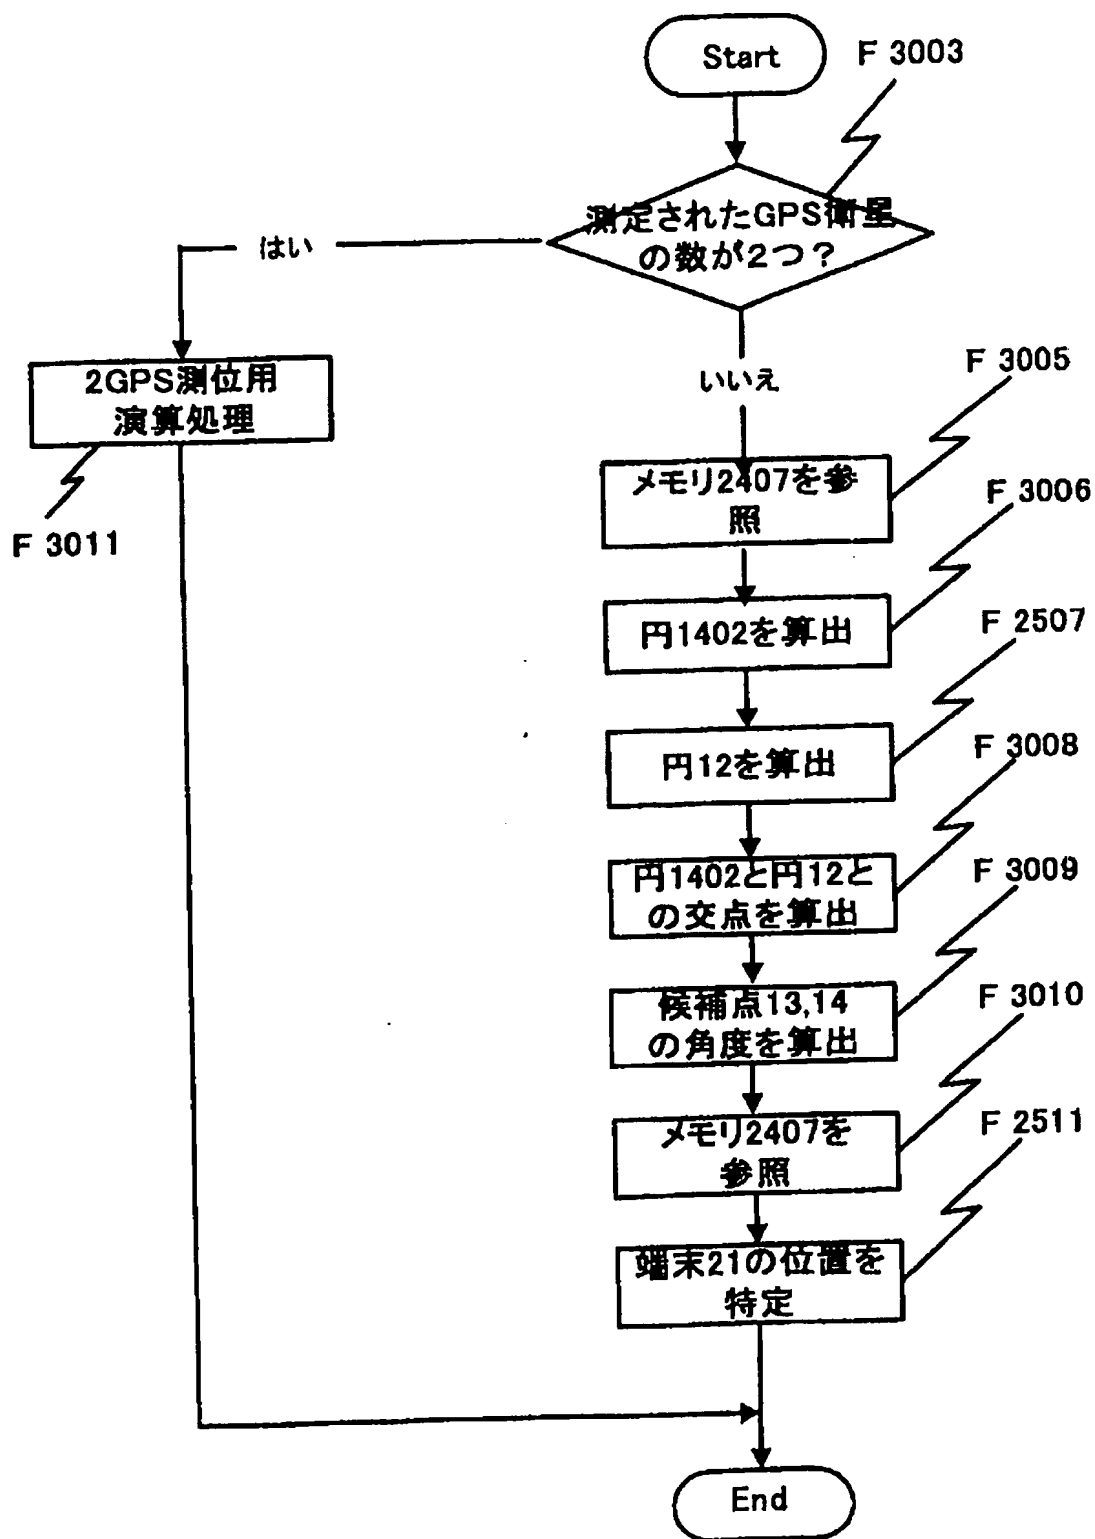 Start
F 3003
測定されたGPS衛星
の数が2つ?
はい
いいえ
2GPS測位用
演算処理
F 3011
F 3005
メモリ2407を参
照
F 3006
円1402を算出
F 2507
円12を算出
F 3008
円1402と円12と
の交点を算出
F 3009
候補点13,14
の角度を算出
F 3010
メモリ2407を
参照
F 2511
端末21の位置を
特定
End